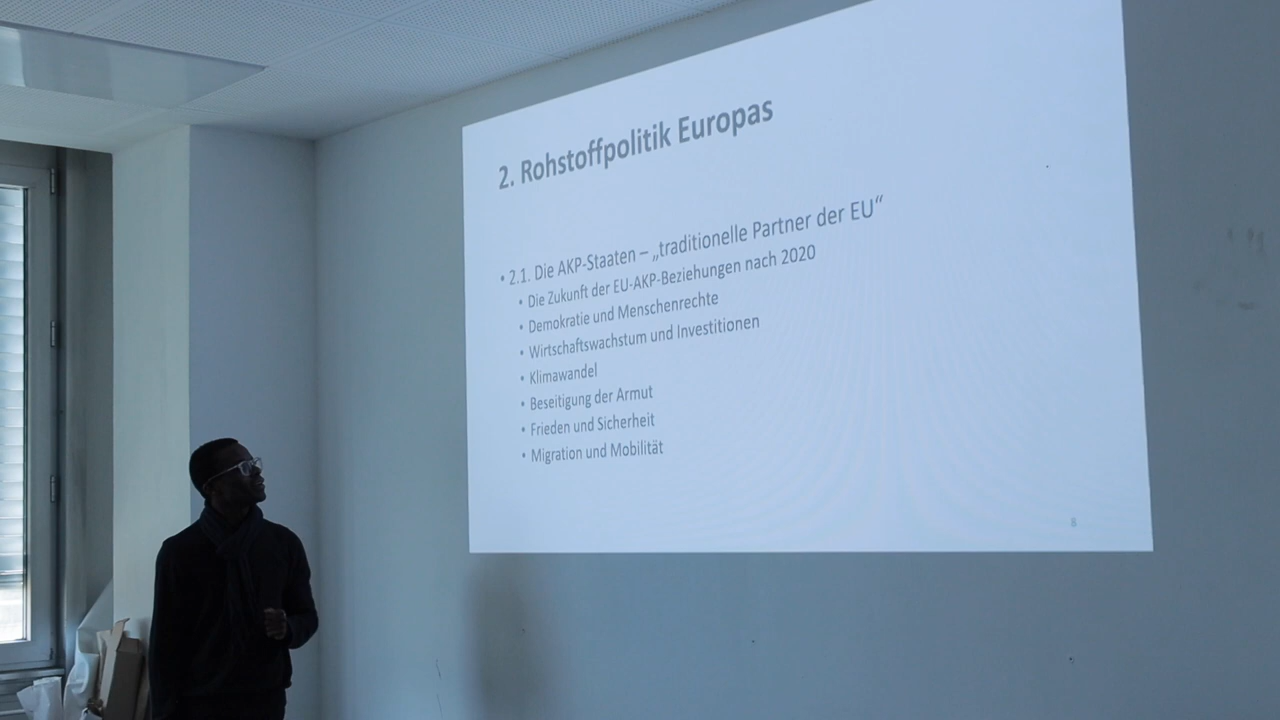 2. Rohstoffpolitik Europas
• 2.1. Die AKP-Staaten – „traditionelle Partner der EU“
• Die Zukunft der EU-AKP-Beziehungen nach 2020
• Demokratie und Menschenrechte
• Wirtschaftswachstum und Investitionen
• Klimawandel
• Beseitigung der Armut
• Frieden und Sicherheit
• Migration und Mobilität
8